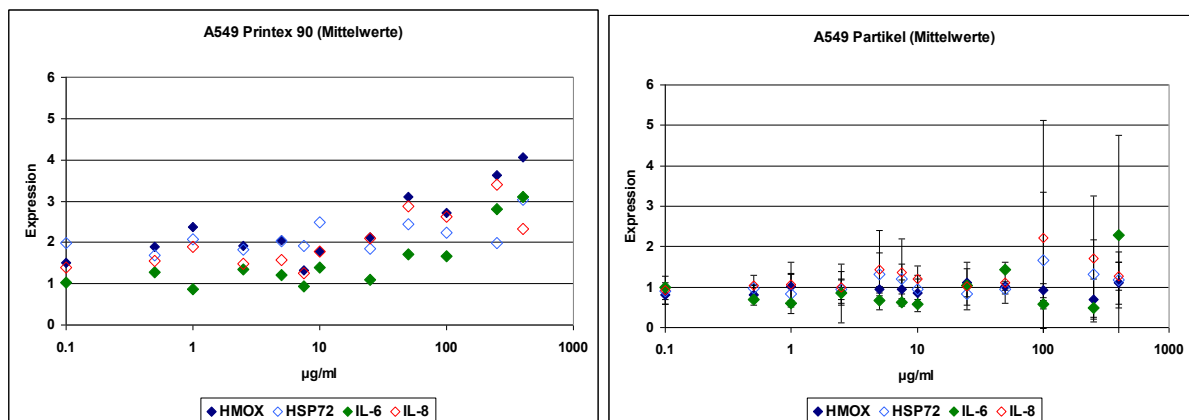 A549 Printex 90 (Mittelwerte)
6
5
4
3
2
1
0
Expression
0.1 1 10 100 1000
µg/ml
HMOX HSP72 IL-6 IL-8
A549 Partikel (Mittelwerte)
6
5
4
3
2
1
0
Expression
0.1 1 10 100 1000
µg/ml
HMOX HSP72 IL-6 IL-8